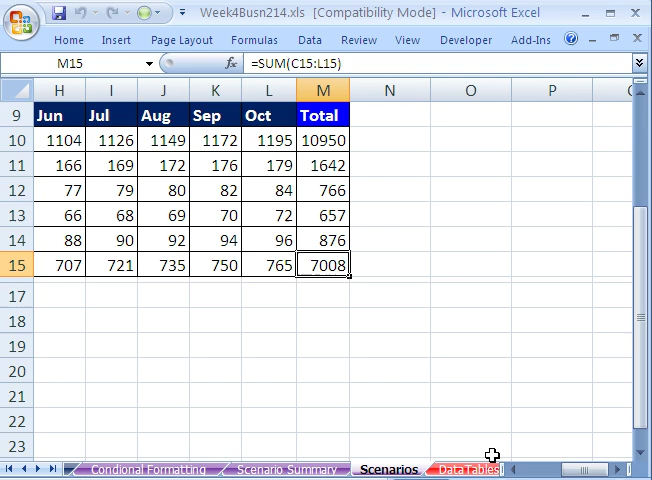 Week4Busn214.xls [Compatibility Mode] - Microsoft Excel
Home Insert Page Layout Formulas Data Review View Developer Add-Ins
M15 fx =SUM(C15:L15)
H I J K L M N O P
9 Jun Jul Aug Sep Oct Total
10 1104 1126 1149 1172 1195 10950
11 166 169 172 176 179 1642
12 77 79 80 82 84 766
13 66 68 69 70 72 657
14 88 90 92 94 96 876
15 707 721 735 750 765 7008
17
18
19
20
21
22
23
Condional Formatting Scenario Summary Scenarios Data Tables